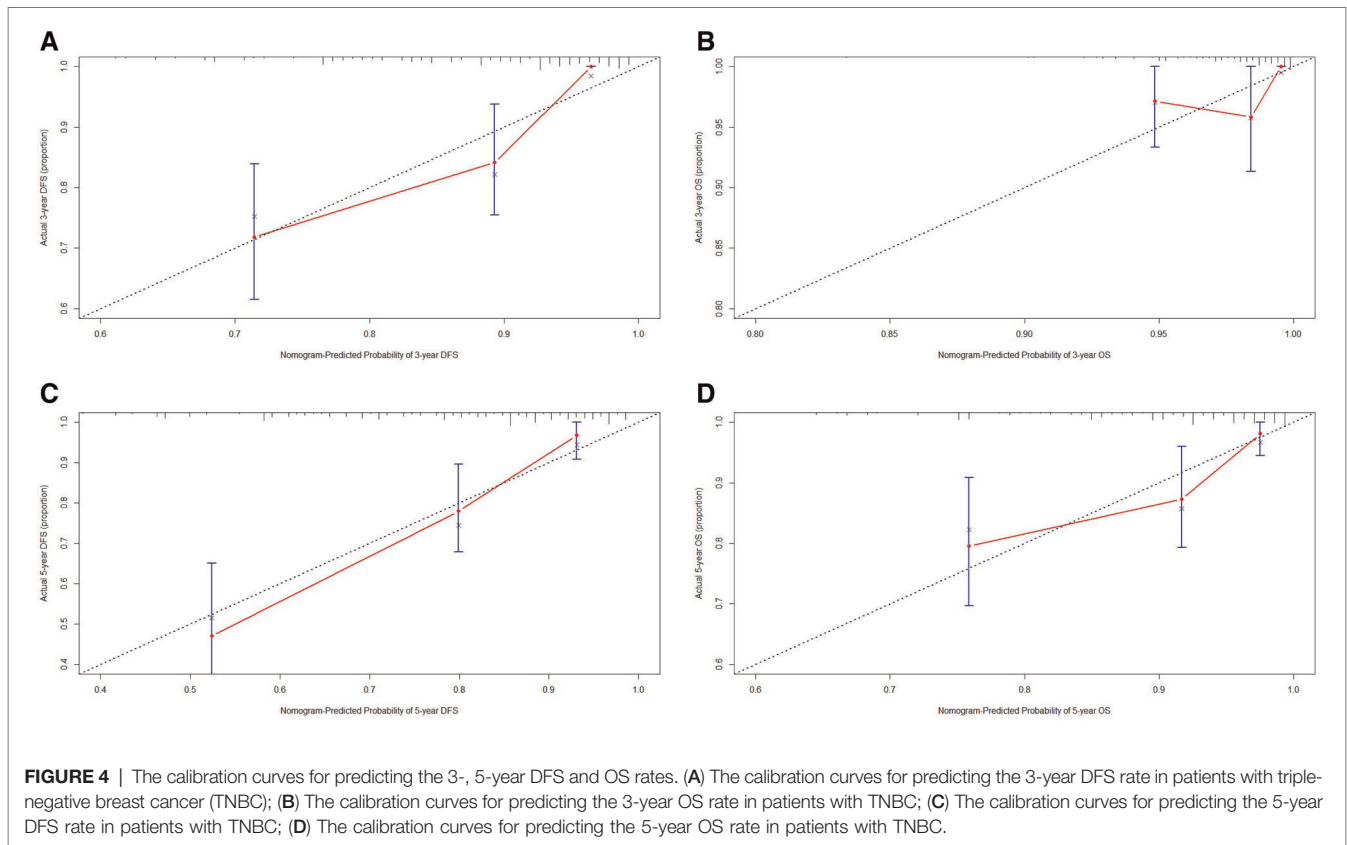 A
B
Actual 3-year DFS (proportion)
1.0
0.9
0.8
0.7
0.6
0.6 0.7 0.8 0.9 1.0
Nomogram-Predicted Probability of 3-year DFS
Actual 3-year OS (proportion)
1.00
0.95
0.90
0.85
0.80
0.80 0.85 0.90 0.95 1.00
Nomogram-Predicted Probability of 3-year OS
C
D
Actual 5-year DFS (proportion)
1.0
0.9
0.8
0.7
0.6
0.5
0.4
0.4 0.5 0.6 0.7 0.8 0.9 1.0
Nomogram-Predicted Probability of 5-year DFS
Actual 5-year OS (proportion)
1.0
0.9
0.8
0.7
0.6
0.6 0.7 0.8 0.9 1.0
Nomogram-Predicted Probability of 5-year OS
FIGURE 4 | The calibration curves for predicting the 3-, 5-year DFS and OS rates. (A) The calibration curves for predicting the 3-year DFS rate in patients with triple-
negative breast cancer (TNBC); (B) The calibration curves for predicting the 3-year OS rate in patients with TNBC; (C) The calibration curves for predicting the 5-year
DFS rate in patients with TNBC; (D) The calibration curves for predicting the 5-year OS rate in patients with TNBC.